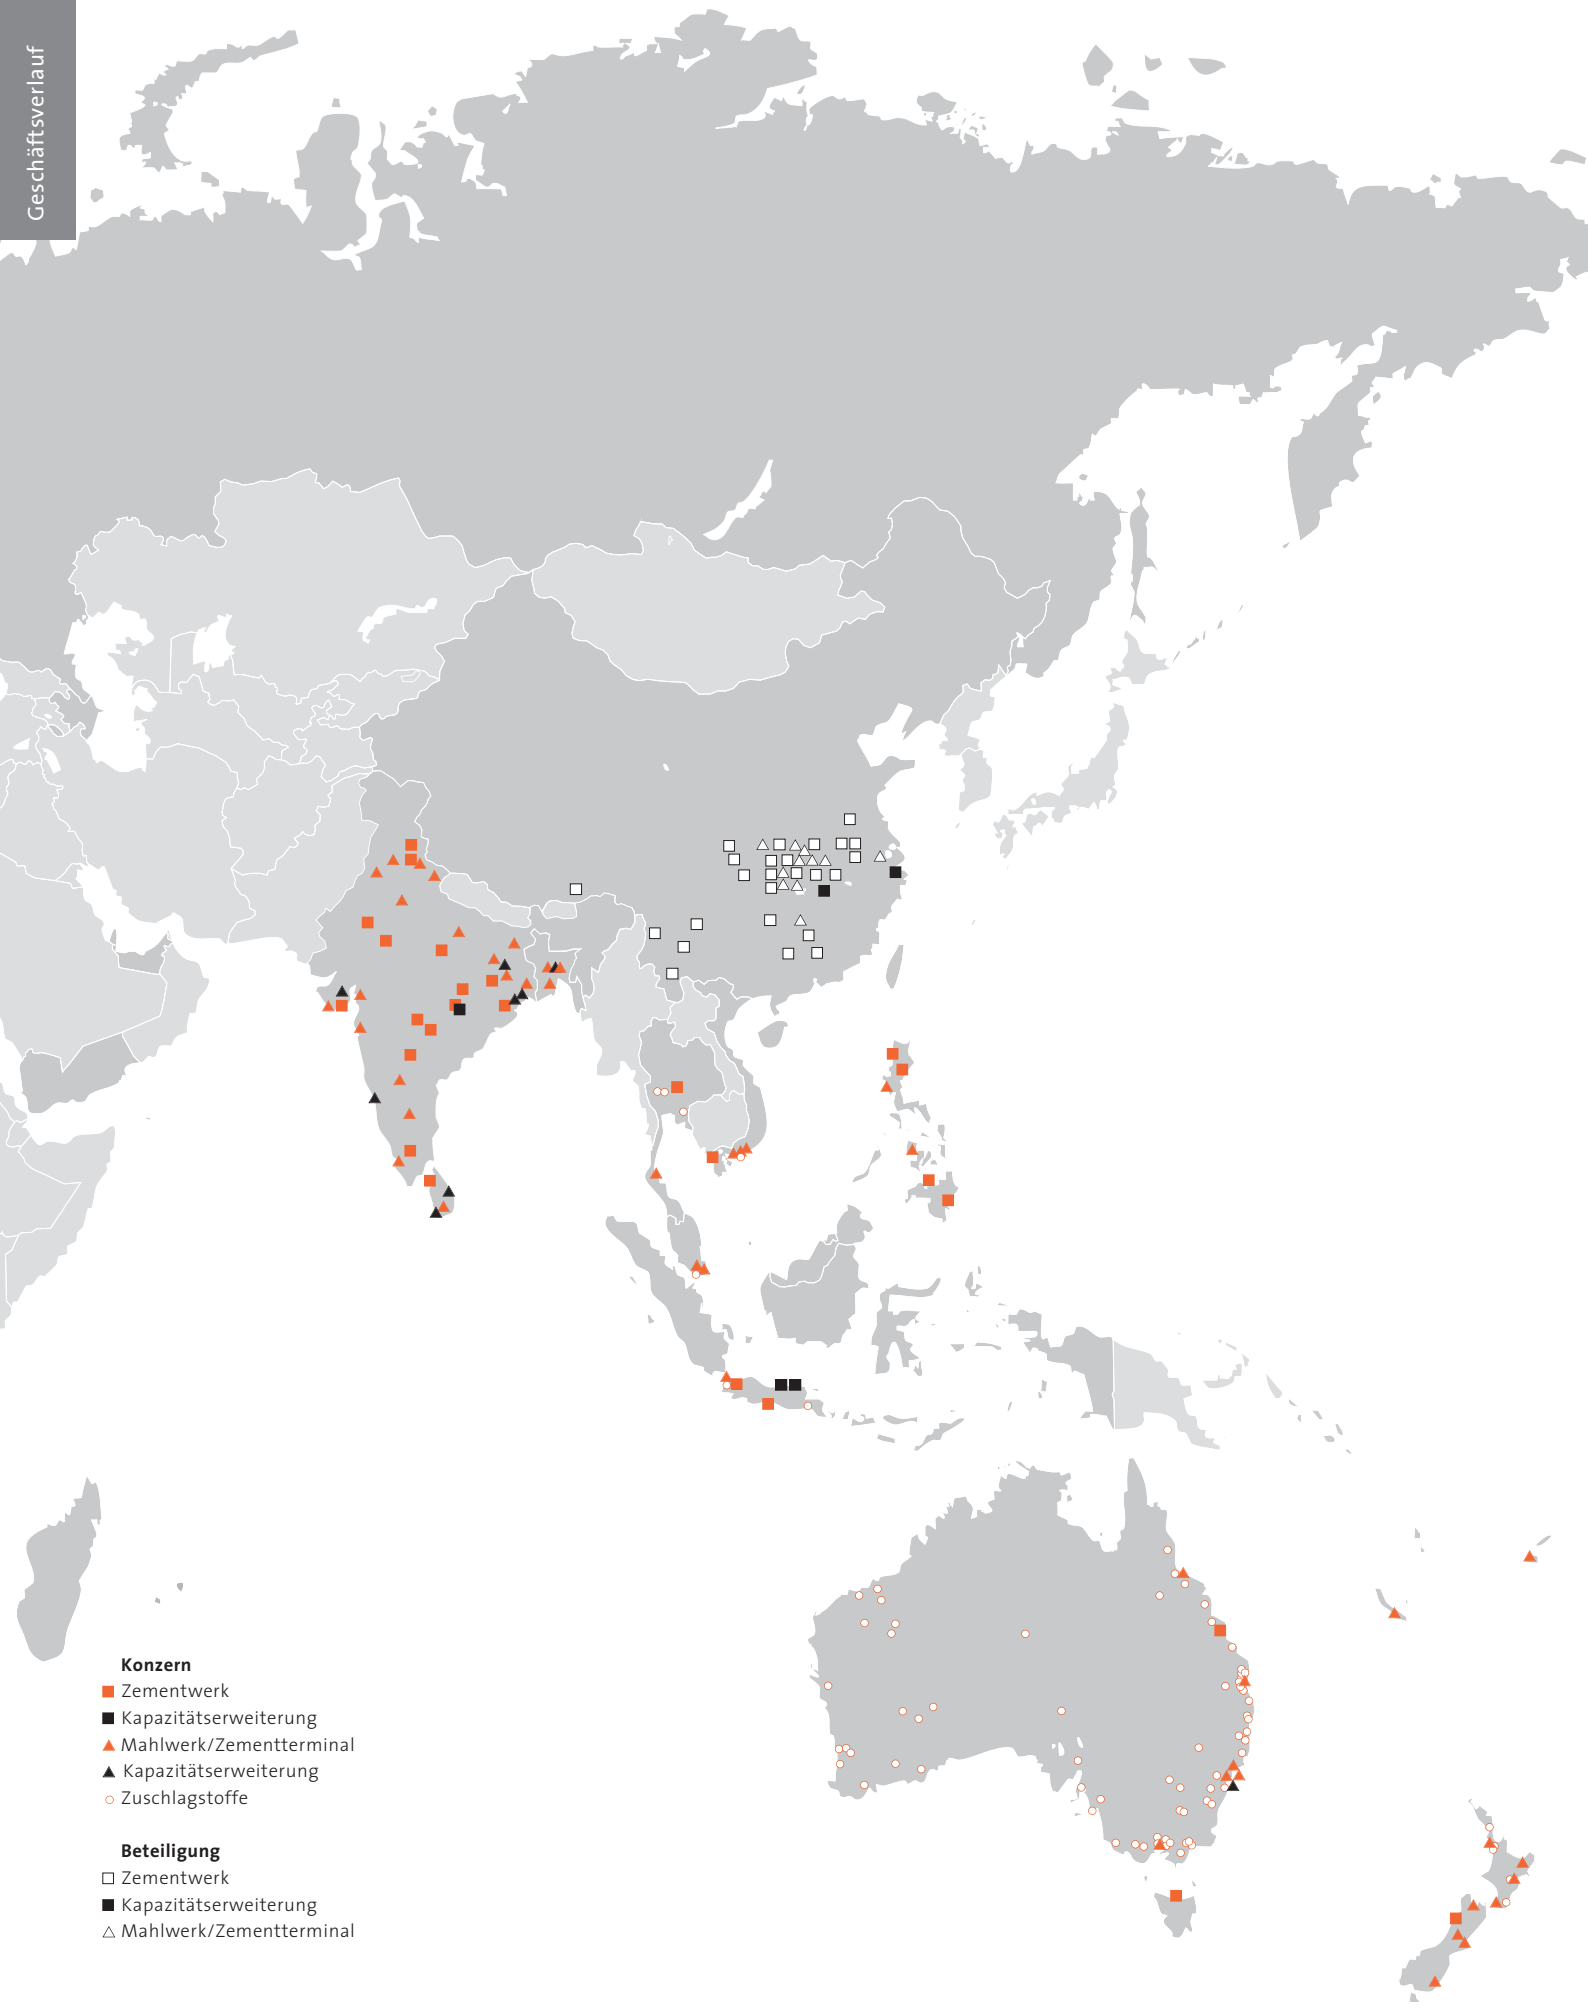 Geschäftsverlauf
Konzern
Zementwerk
Kapazitätserweiterung
Mahlwerk/Zementterminal
Kapazitätserweiterung
Zuschlagstoffe
Beteiligung
Zementwerk
Kapazitätserweiterung
Mahlwerk/Zementterminal